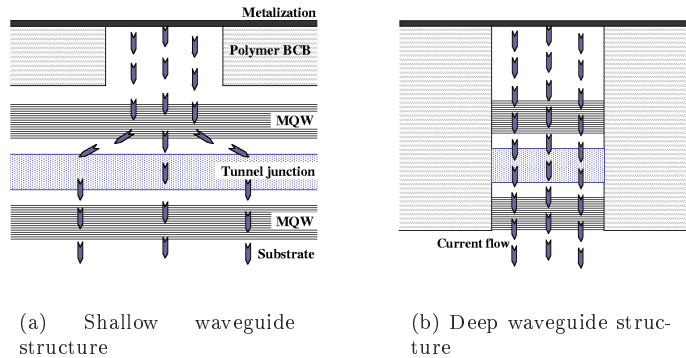 Metalization
Polymer BCB
MQW
Tunnel junction
MQW
Substrate
Current flow
(a) Shallow waveguide
structure
(b) Deep waveguide struc-
ture